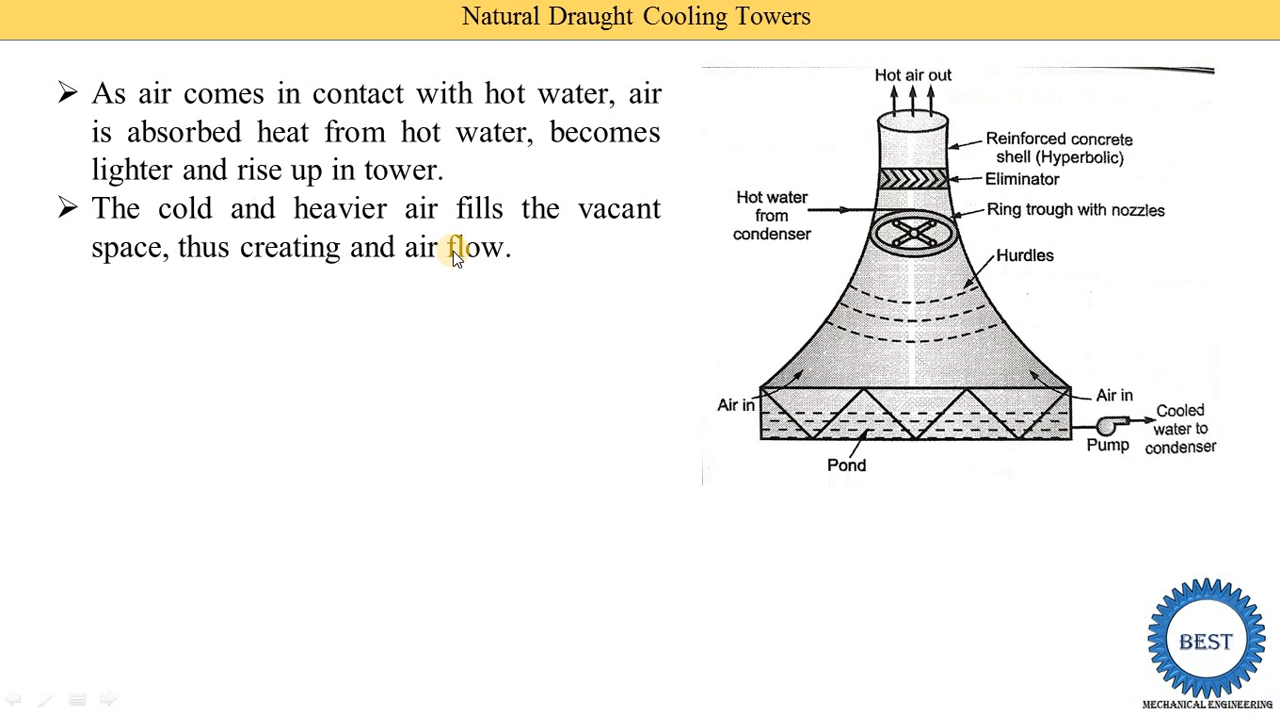 Natural Draught Cooling Towers
➢ As air comes in contact with hot water, air
is absorbed heat from hot water, becomes
lighter and rise up in tower.
➢ The cold and heavier air fills the vacant
space, thus creating and air flow.
Hot air out
Reinforced concrete
shell (Hyperbolic)
Eliminator
Hot water
from
condenser
Ring trough with nozzles
Hurdles
Air in
Air in
Cooled
water to
condenser
Pump
Pond
BEST
MECHANICAL ENGINEERING